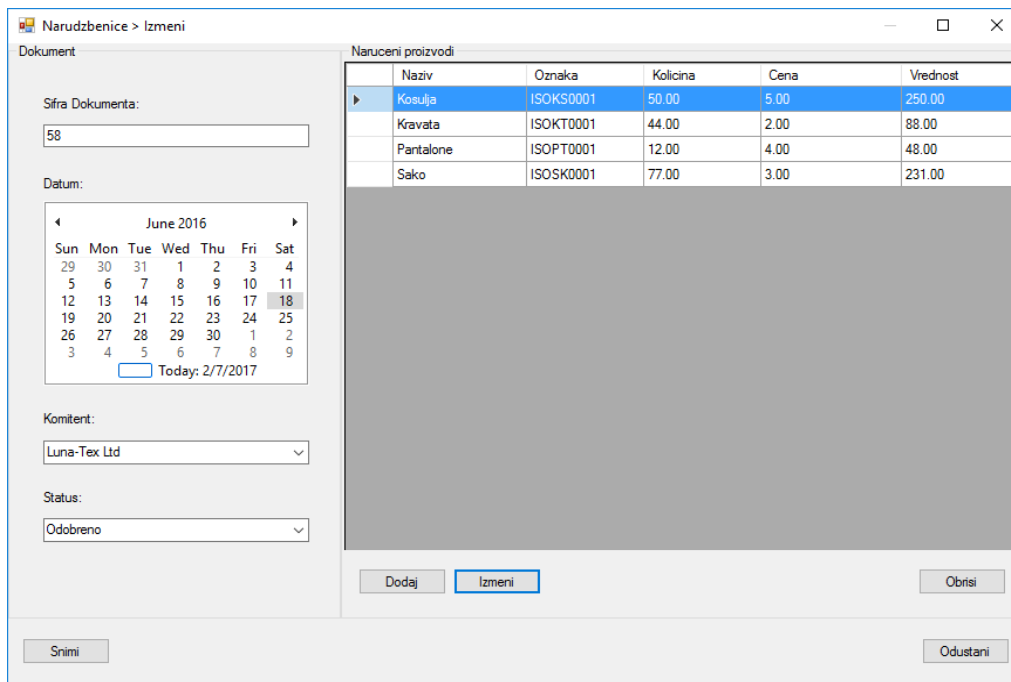 Narudzbenice > Izmeni
Dokument
Sifra Dokumenta:
58
Datum:
June 2016
Sun Mon Tue Wed Thu Fri Sat
29 30 31 1 2 3 4
5 6 7 8 9 10 11
12 13 14 15 16 17 18
19 20 21 22 23 24 25
26 27 28 29 30 1 2
3 4 5 6 7 8 9
Today: 2/7/2017
Komitent:
Luna-Tex Ltd
Status:
Odobreno
Naruceni proizvodi
Naziv Oznaka Kolicina Cena Vrednost
Kosulja ISOKS0001 50.00 5.00 250.00
Kravata ISOKT0001 44.00 2.00 88.00
Pantalone ISOPT0001 12.00 4.00 48.00
Sako ISOSK0001 77.00 3.00 231.00
Dodaj Izmeni Obrisi
Snimi Odustani